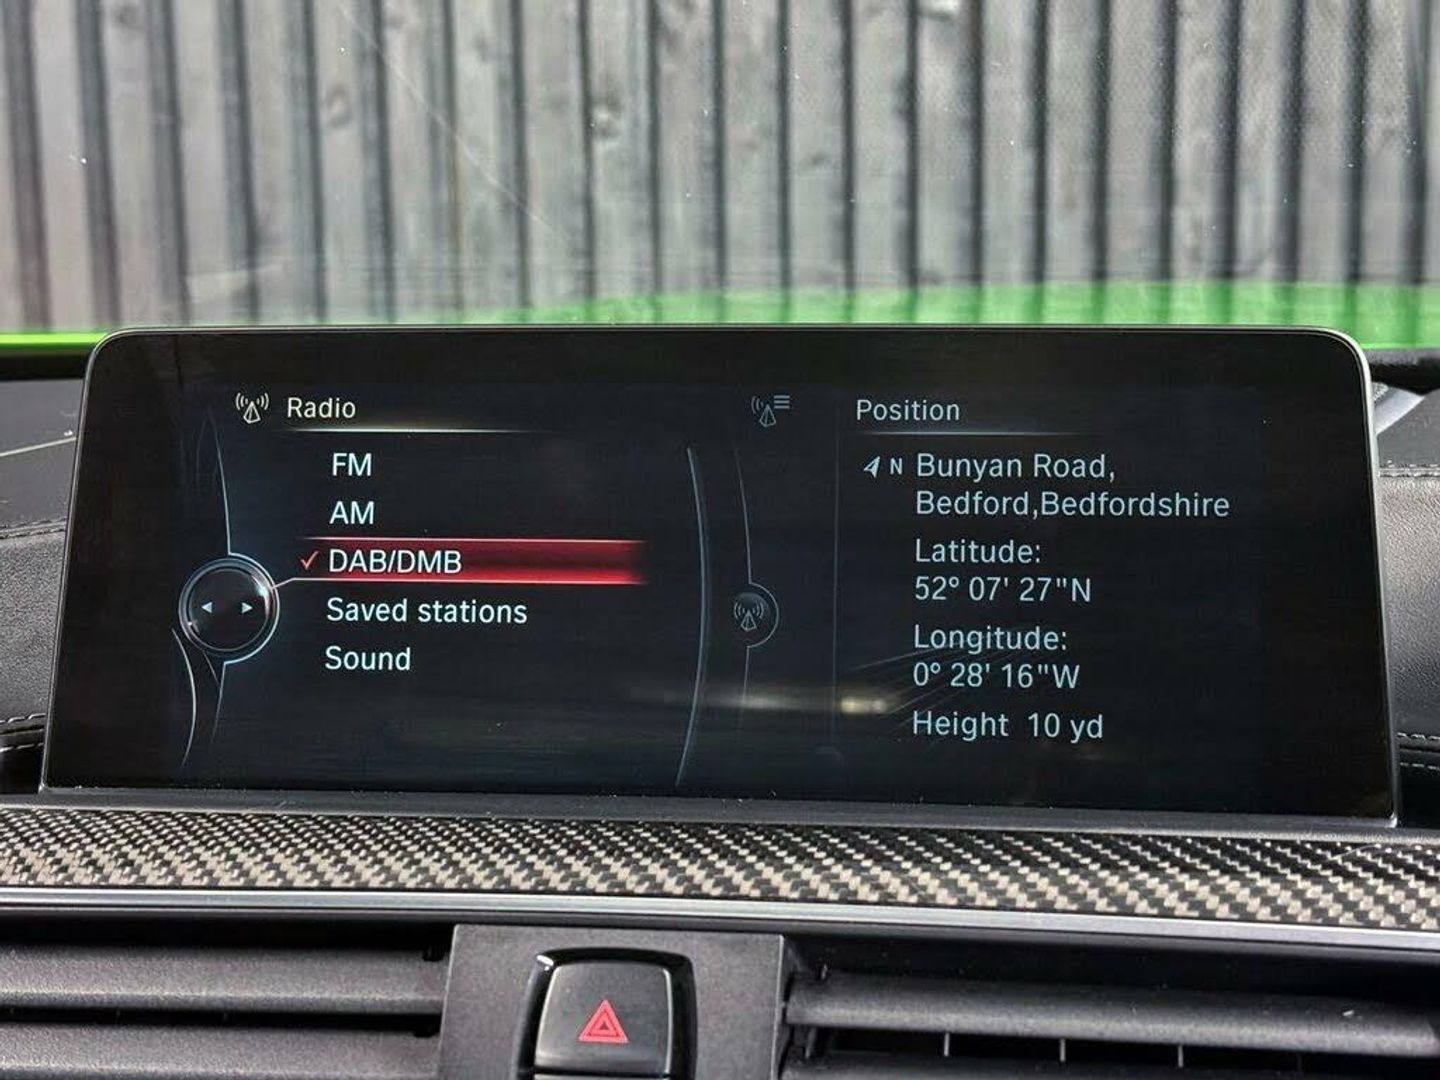 Radio
FM
AM
DAB/DMB
Saved stations
Sound
Position
N Bunyan Road,
Bedford,Bedfordshire
Latitude:
52° 07' 27"N
Longitude:
0° 28' 16"W
Height 10 yd